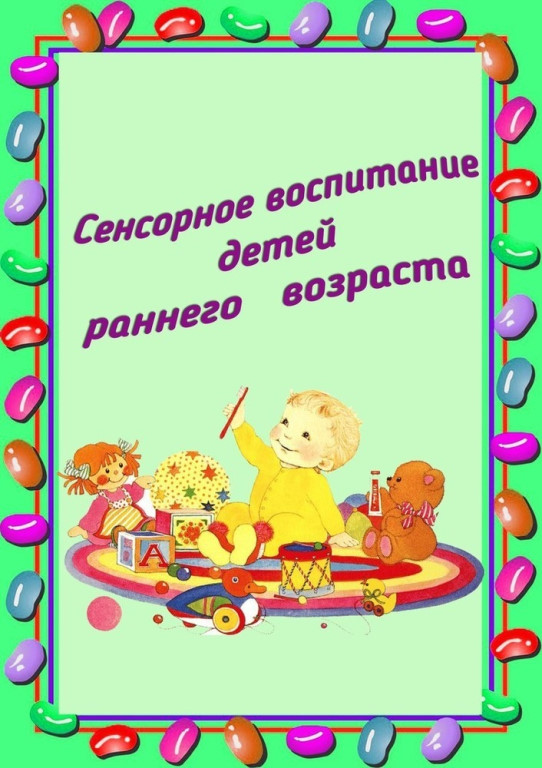 Сенсорное воспитание
детей
раннего возраста
A